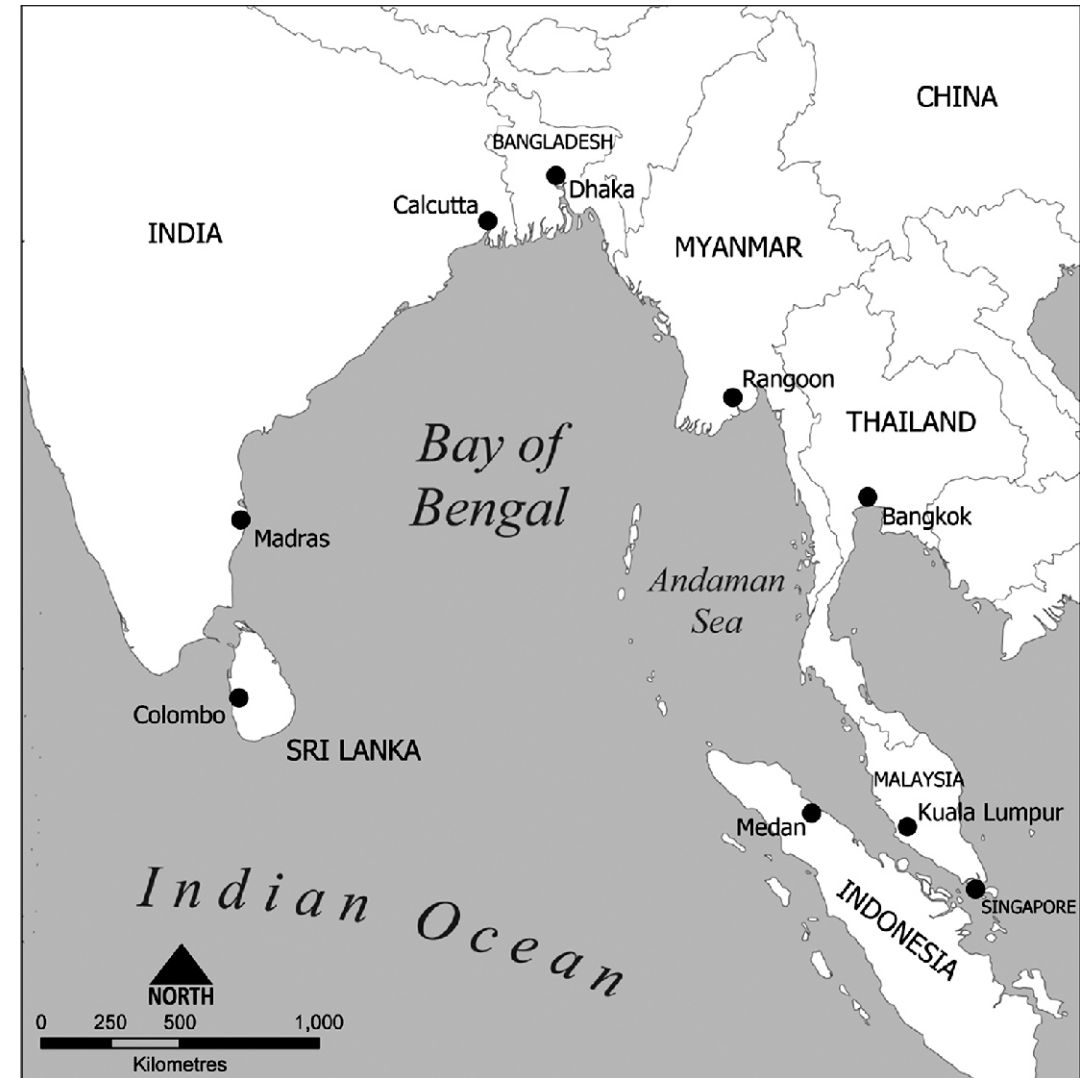 CHINA
BANGLADESH
Dhaka
Calcutta
INDIA
MYANMAR
Rangoon
THAILAND
Bay of
Bengal
Bangkok
Madras
Andaman
Sea
Colombo
SRI LANKA
MALAYSIA
Kuala Lumpur
Medan
SINGAPORE
INDONESIA
Indian Ocean
NORTH
0 250 500 1,000
Kilometres